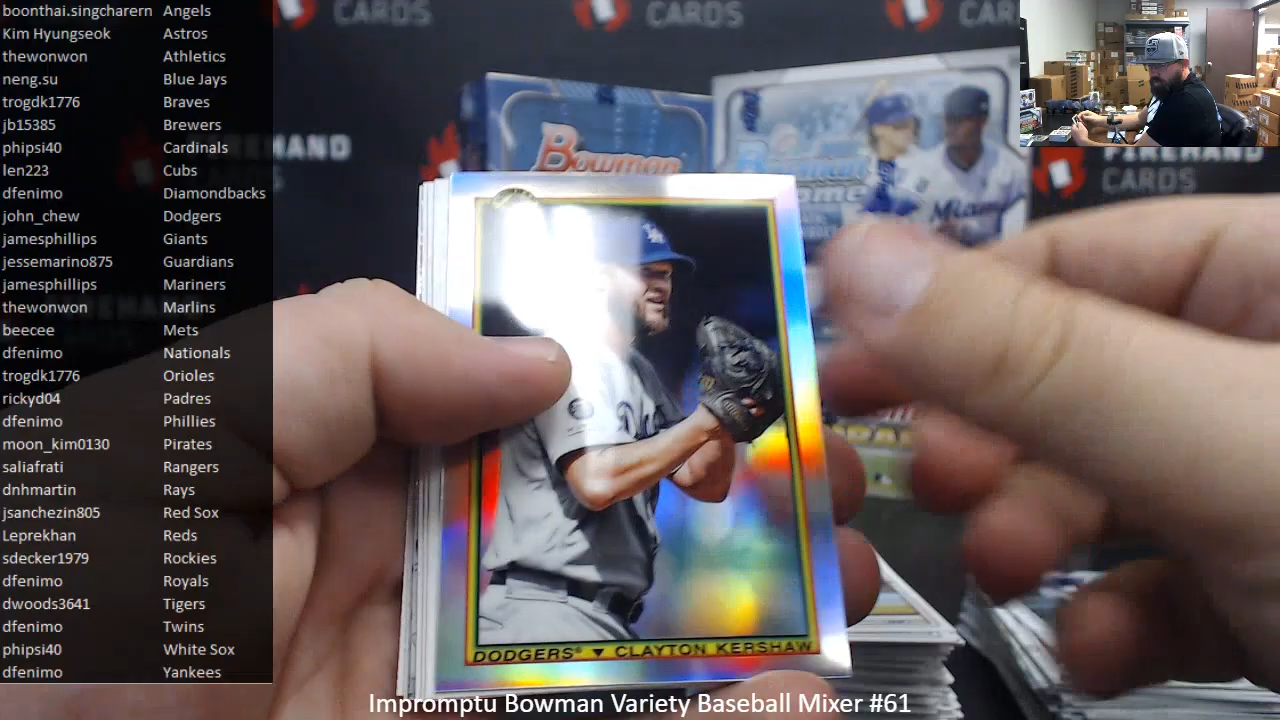 boonthai.singcharern Angels
Kim Hyungseok Astros
thewonwon Athletics
neng.su Blue Jays
trogdk1776 Braves
jb15385 Brewers
phipsi40 Cardinals
len223 Cubs
dfenimo Diamondbacks
john_chew Dodgers
jamesphillips Giants
jessemarino875 Guardians
jamesphillips Mariners
thewonwon Marlins
beecee Mets
dfenimo Nationals
trogdk1776 Orioles
rickyd04 Padres
dfenimo Phillies
moon_kim0130 Pirates
saliafrati Rangers
dnhmartin Rays
jsanchezin805 Red Sox
Leprekhan Reds
sdecker1979 Rockies
dfenimo Royals
dwoods3641 Tigers
dfenimo Twins
phipsi40 White Sox
dfenimo Yankees
CARDS
CARDS
CARDS
Bowman
Bowman
Miami
FIREHAND
CARDS
LA
DODGERS® ▼ CLAYTON KERSHAW
Impromptu Bowman Variety Baseball Mixer #61